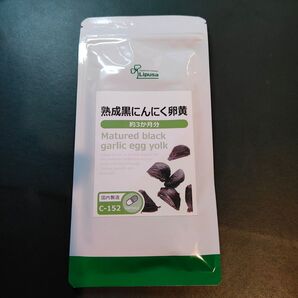 Lipusa
熟成黒にんにく卵黄
約3か月分
Matured black
garlic egg yolk
国内製造
C-152